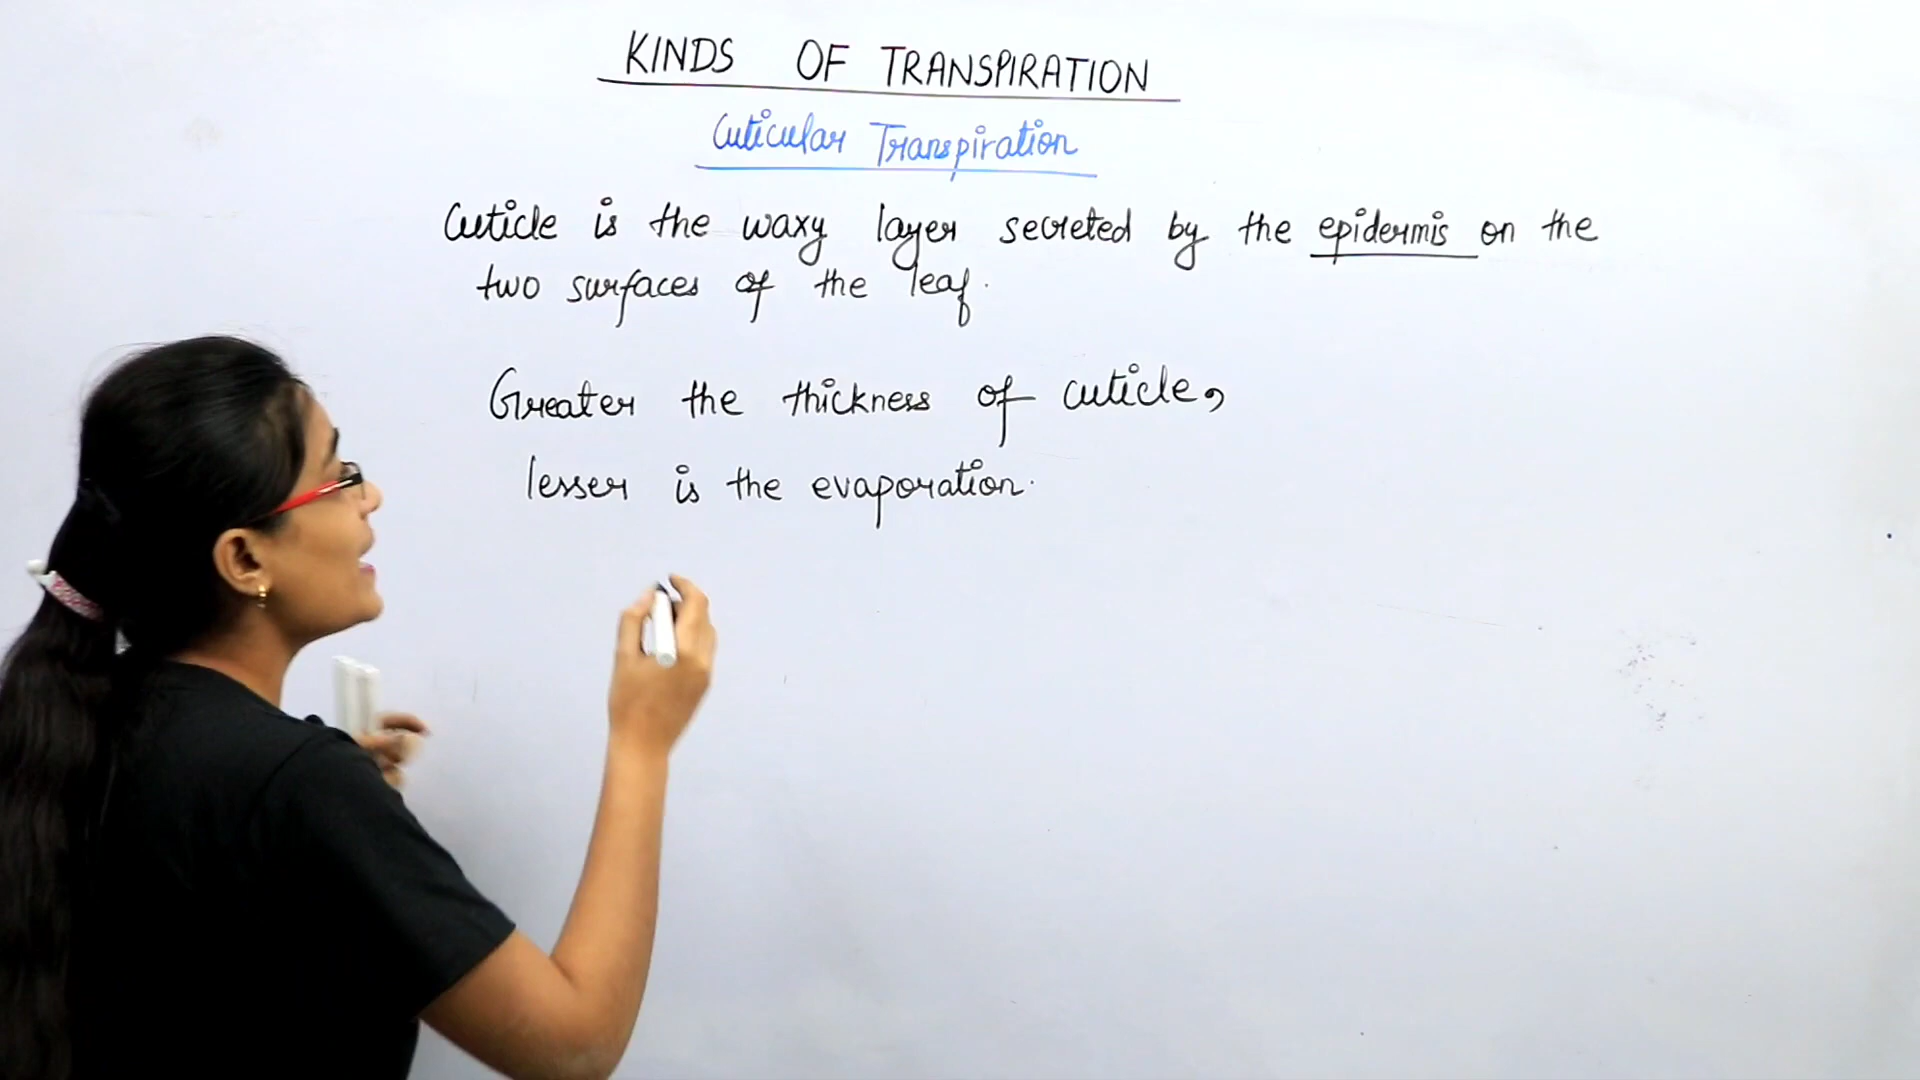 KINDS OF TRANSPIRATION
Cuticular Transpiration
Cuticle is the waxy layer secreted by the epidermis on the
two surfaces of the leaf.
Greater the thickness of cuticle,
lesser is the evaporation.